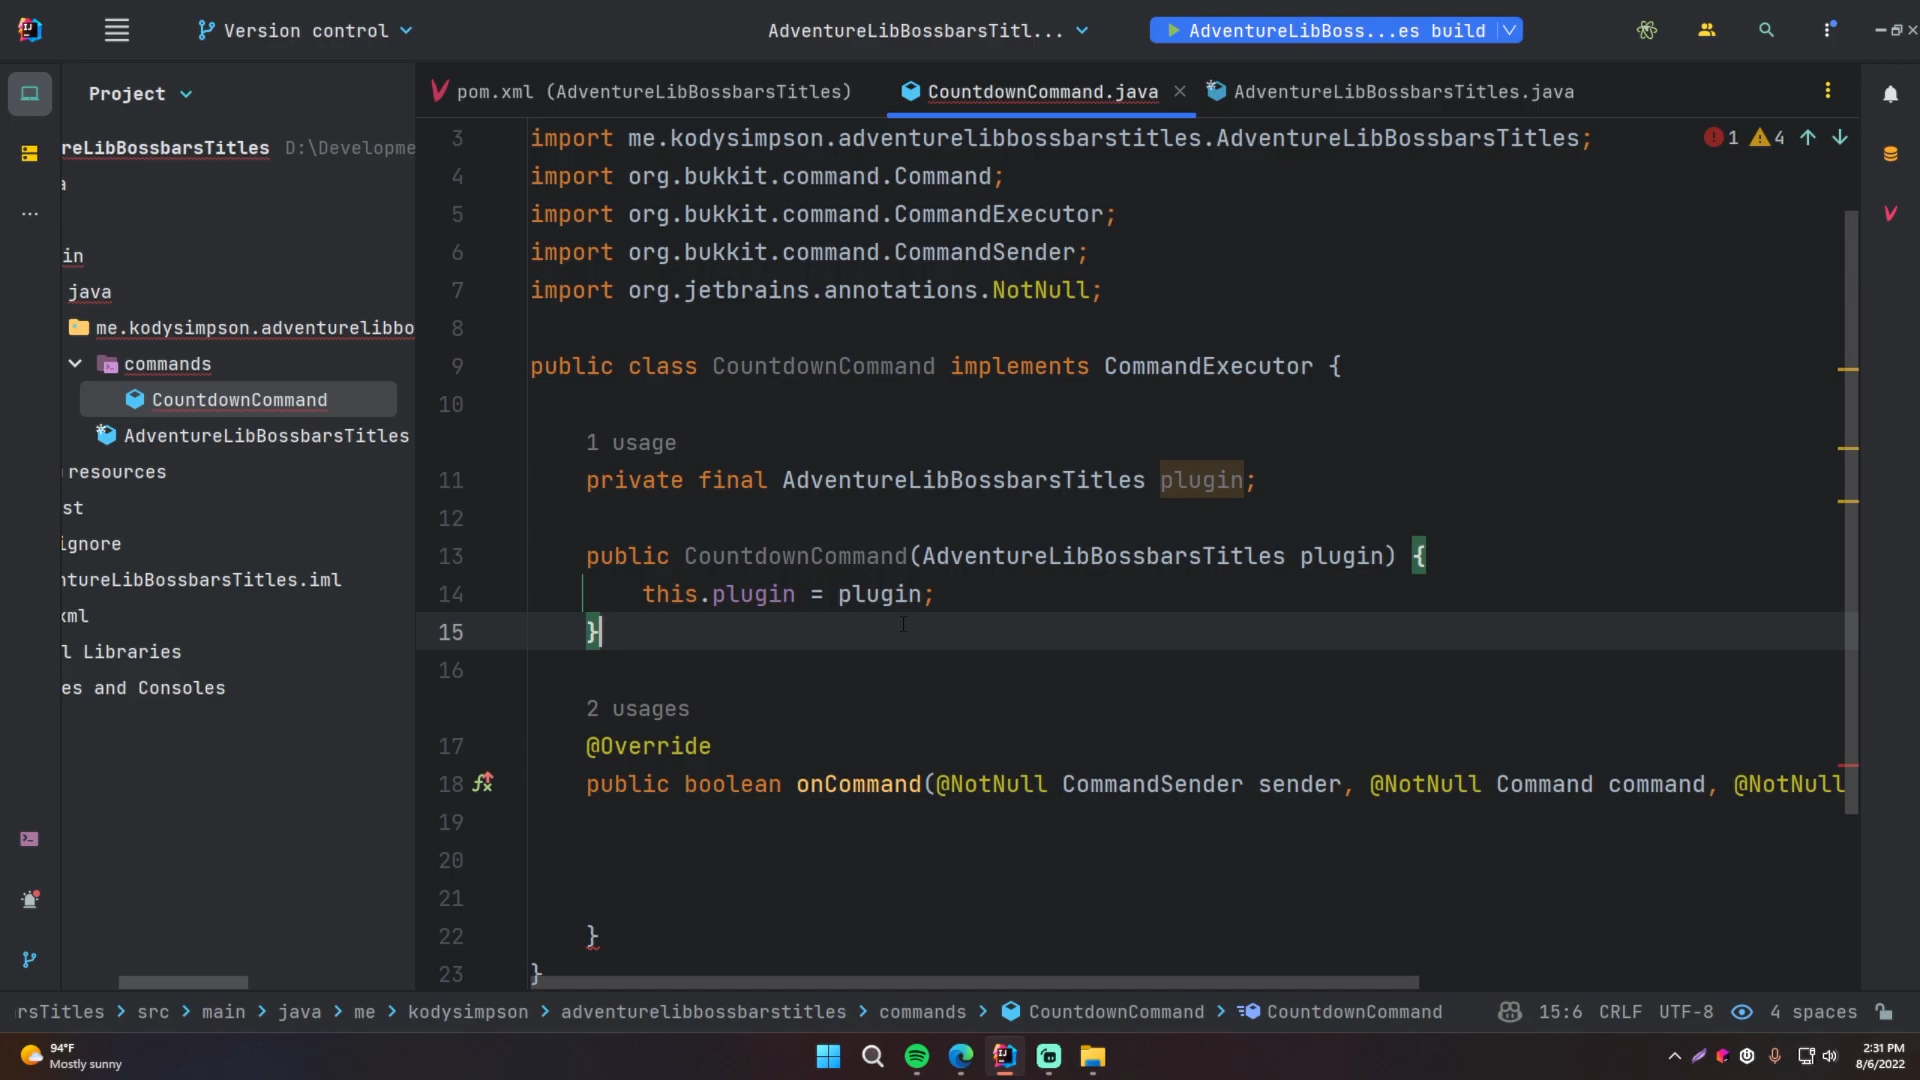 Version control
AdventureLibBossbarsTitl...
AdventureLibBoss...es build
Project
pom.xml (AdventureLibBossbarsTitles)
CountdownCommand.java
AdventureLibBossbarsTitles.java
reLibBossbarsTitles D:\Developme
a
in
java
me.kodysimpson.adventurelibbo
commands
CountdownCommand
AdventureLibBossbarsTitles
resources
st
ignore
ntureLibBossbarsTitles.iml
xml
l Libraries
es and Consoles
1 4
3 import me.kodysimpson.adventurelibbossbarstitles.AdventureLibBossbarsTitles;
4 import org.bukkit.command.Command;
5 import org.bukkit.command.CommandExecutor;
6 import org.bukkit.command.CommandSender;
7 import org.jetbrains.annotations.NotNull;
8
9 public class CountdownCommand implements CommandExecutor {
10
1 usage
11 private final AdventureLibBossbarsTitles plugin;
12
13 public CountdownCommand(AdventureLibBossbarsTitles plugin) {
14 this.plugin = plugin;
15 }
16
2 usages
17 @Override
18 public boolean onCommand(@NotNull CommandSender sender, @NotNull Command command, @NotNull
19
20
21
22 }
23 }
rsTitles > src > main > java > me > kodysimpson > adventurelibbossbarstitles > commands > CountdownCommand > CountdownCommand
15:6 CRLF UTF-8 4 spaces
94°F
Mostly sunny
2:31 PM
8/6/2022